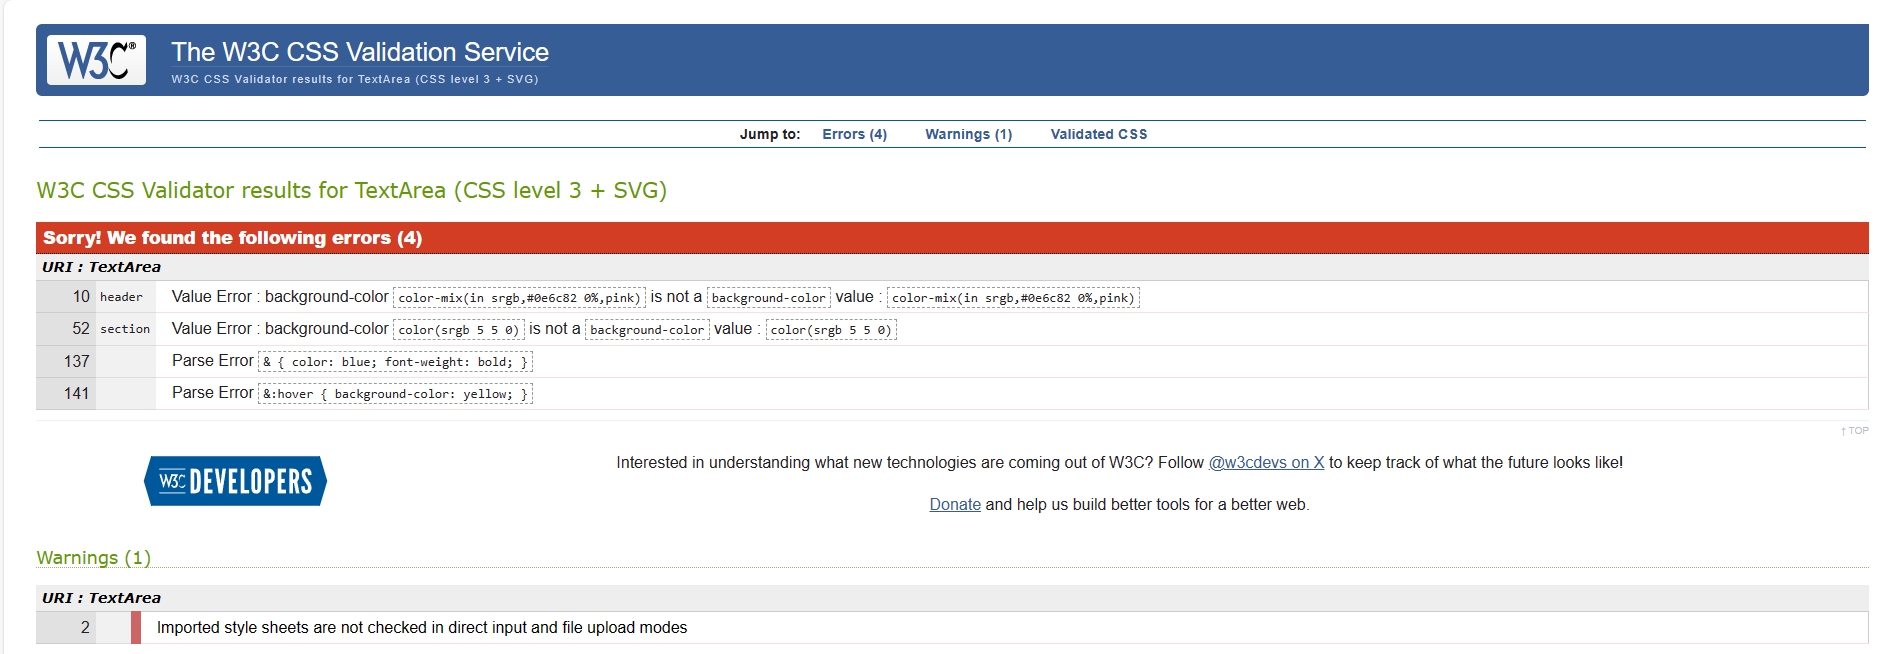 W3C®
The W3C CSS Validation Service
W3C CSS Validator results for TextArea (CSS level 3 + SVG)
Jump to: Errors (4) Warnings (1) Validated CSS
W3C CSS Validator results for TextArea (CSS level 3 + SVG)
Sorry! We found the following errors (4)
URI : TextArea
10 header Value Error : background-color color-mix(in srgb,#0e6c82 0%,pink) is not a background-color value : color-mix(in srgb,#0e6c82 0%,pink)
52 section Value Error : background-color color(srgb 5 5 0) is not a background-color value : color(srgb 5 5 0)
137 Parse Error & { color: blue; font-weight: bold; }
141 Parse Error &:hover { background-color: yellow; }
↑ TOP
W3C DEVELOPERS
Interested in understanding what new technologies are coming out of W3C? Follow @w3cdevs on X to keep track of what the future looks like!
Donate and help us build better tools for a better web.
Warnings (1)
URI : TextArea
2 Imported style sheets are not checked in direct input and file upload modes